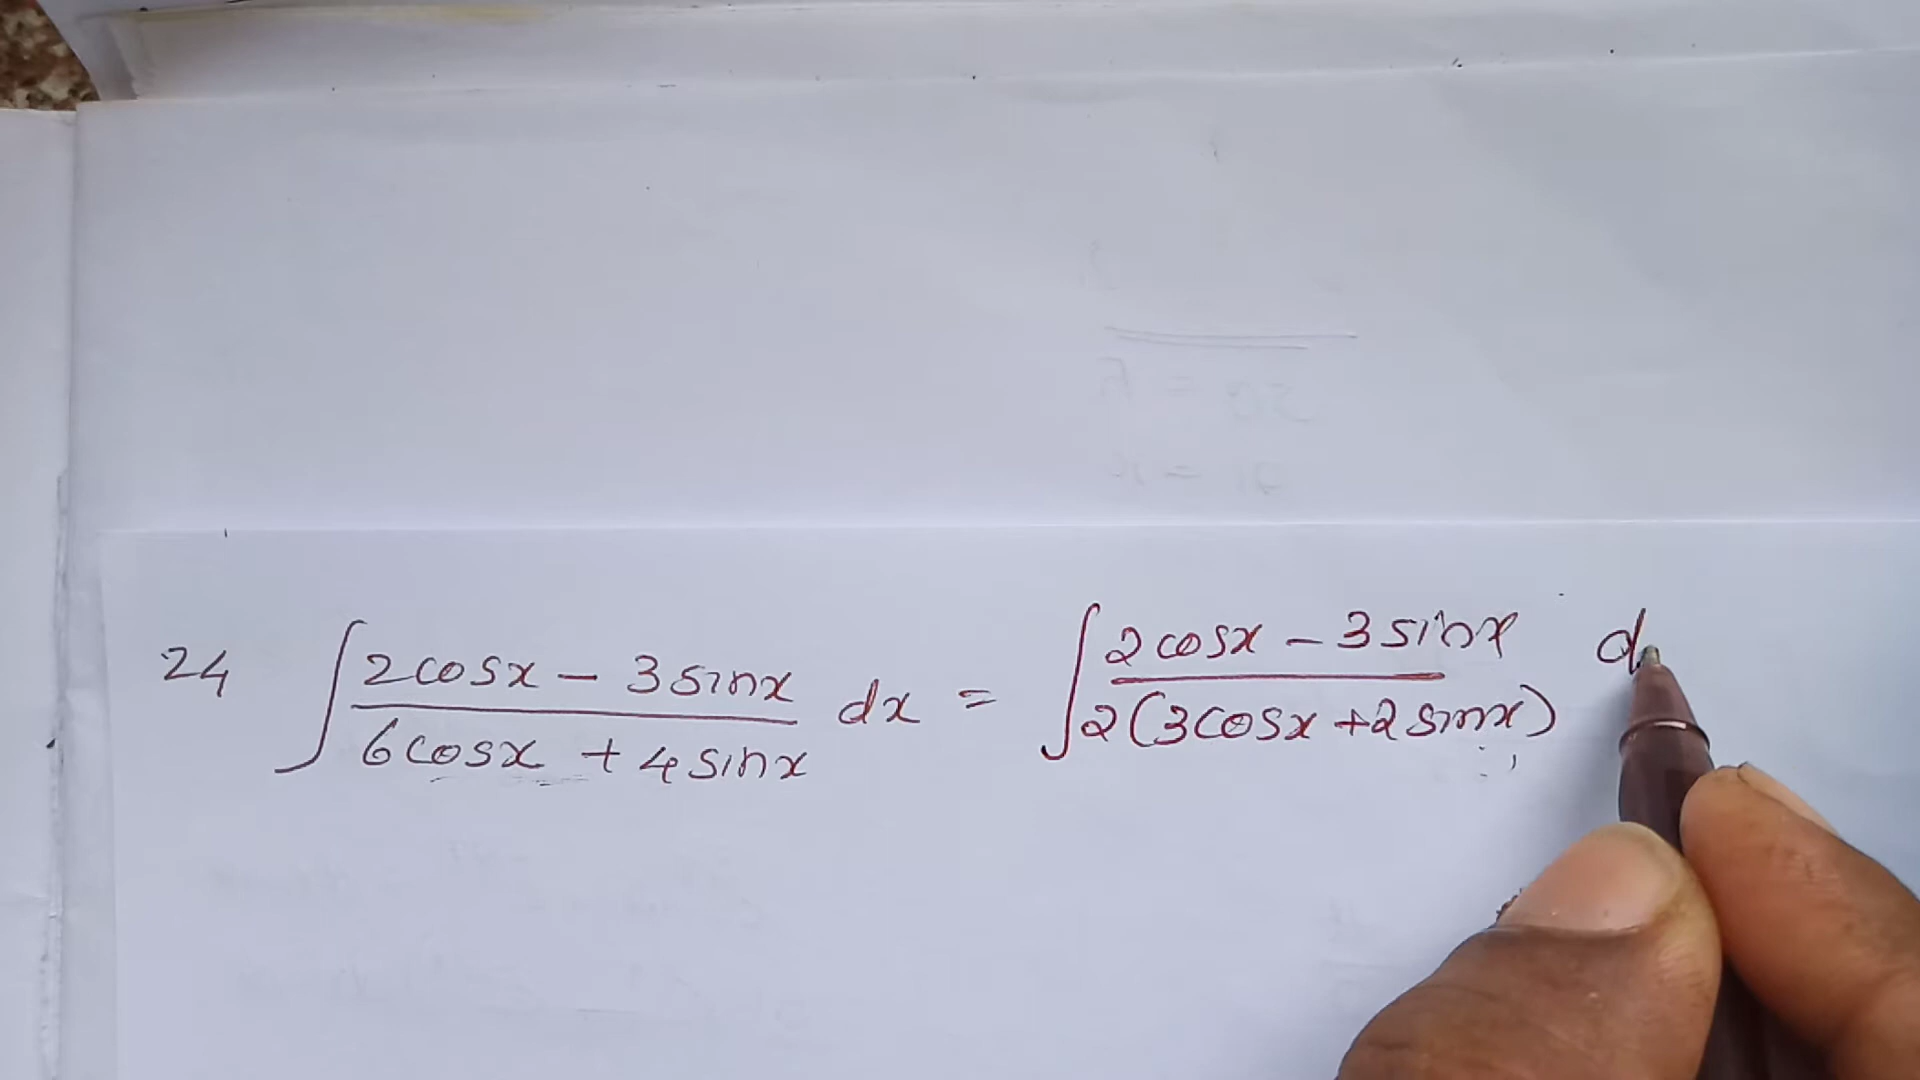 24 ∫ (2cosx - 3sinx)/(6cosx + 4sinx) dx = ∫ (2cosx - 3sinx)/(2(3cosx + 2sinx)) d